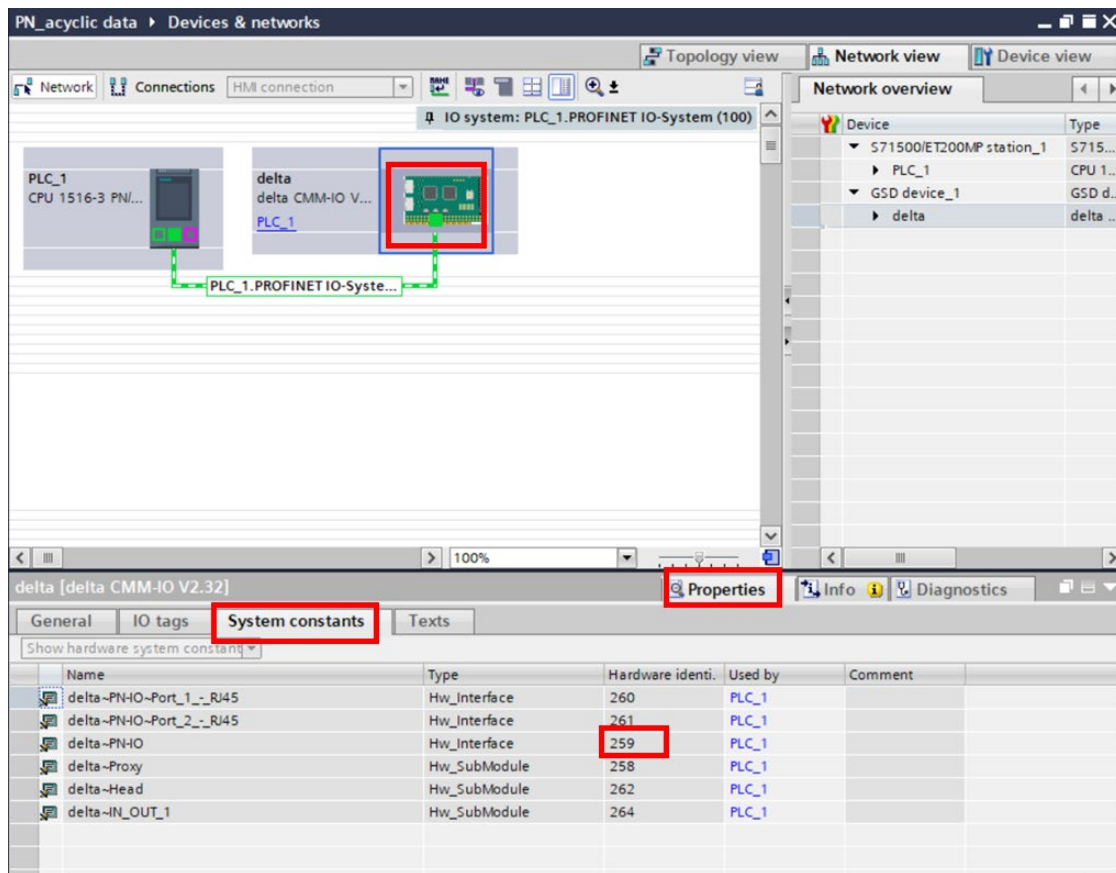 PN_acyclic data ▸ Devices & networks
Topology view
Network view
Device view
Network
Connections
HMI connection
Network overview
IO system: PLC_1.PROFINET IO-System (100)
Device
Type
S71500/ET200MP station_1
S715...
PLC_1
CPU 1...
GSD device_1
GSD d...
delta
delta ...
PLC_1
CPU 1516-3 PN/...
delta
delta CMM-IO V...
PLC_1
PLC_1.PROFINET IO-Syste...
100%
delta [delta CMM-IO V2.32]
Properties
Info
Diagnostics
General
IO tags
System constants
Texts
Show hardware system constant
Name Type Hardware identi. Used by Comment
delta~PN-IO~Port_1_-_RJ45 Hw_Interface 260 PLC_1
delta~PN-IO~Port_2_-_RJ45 Hw_Interface 261 PLC_1
delta~PN-IO Hw_Interface 259 PLC_1
delta~Proxy Hw_SubModule 258 PLC_1
delta~Head Hw_SubModule 262 PLC_1
delta~IN_OUT_1 Hw_SubModule 264 PLC_1